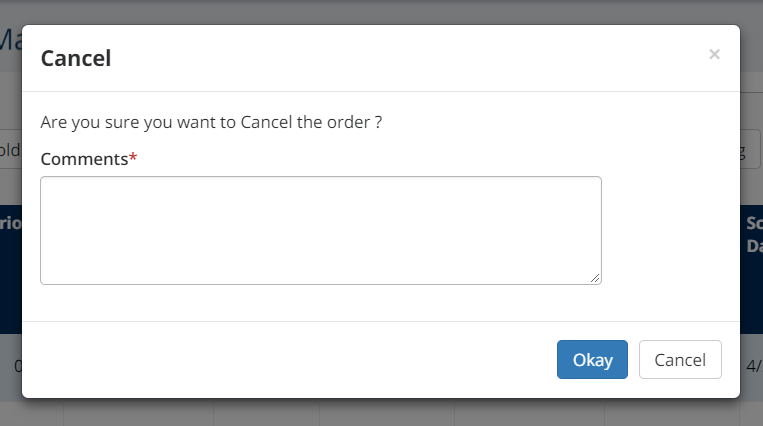 Ma
Cancel
×
Are you sure you want to Cancel the order ?
old
g
Comments*
rio
Sc
Da
0
4/
Okay
Cancel